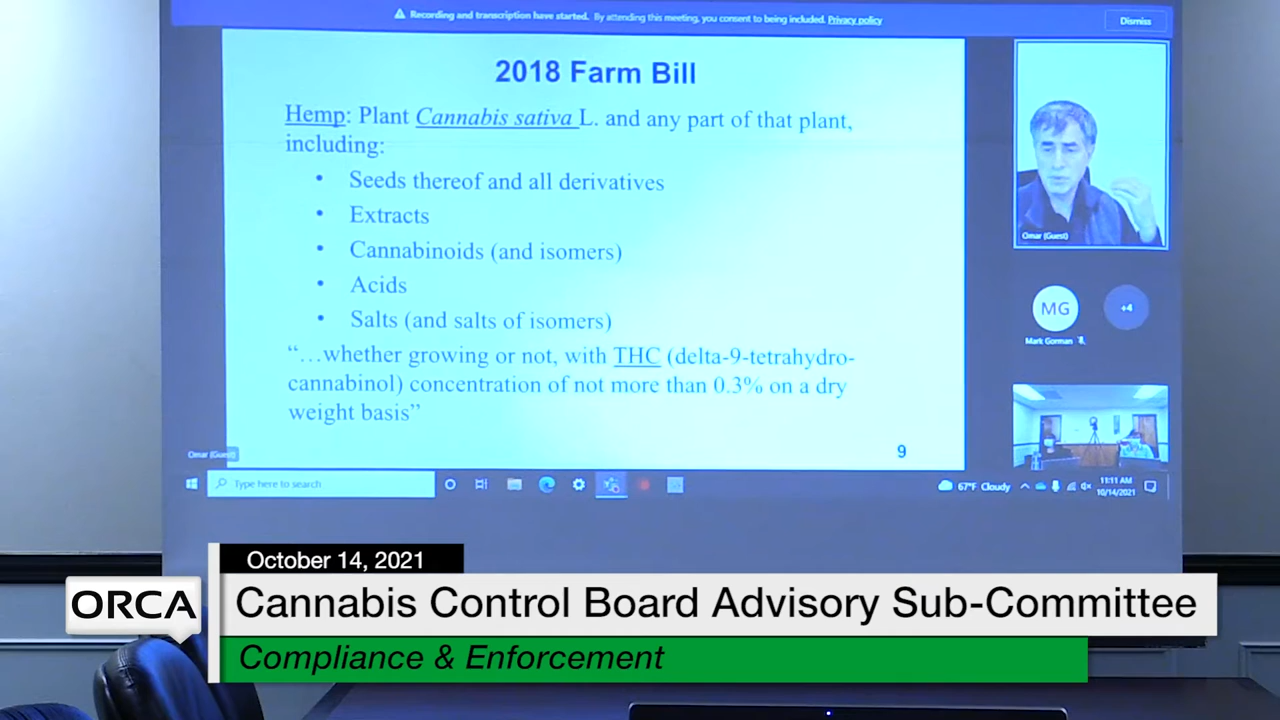 Recording and transcription have started. By attending this meeting, you consent to being included. Privacy policy
Dismiss
2018 Farm Bill
Hemp: Plant Cannabis sativa L. and any part of that plant,
including:
• Seeds thereof and all derivatives
• Extracts
• Cannabinoids (and isomers)
• Acids
• Salts (and salts of isomers)
“…whether growing or not, with THC (delta-9-tetrahydro-
cannabinol) concentration of not more than 0.3% on a dry
weight basis”
9
Omar (Guest)
Omar (Guest)
MG
+4
Mark Gorman
Type here to search
67°F Cloudy
11:11 AM
10/14/2021
October 14, 2021
ORCA
Cannabis Control Board Advisory Sub-Committee
Compliance & Enforcement